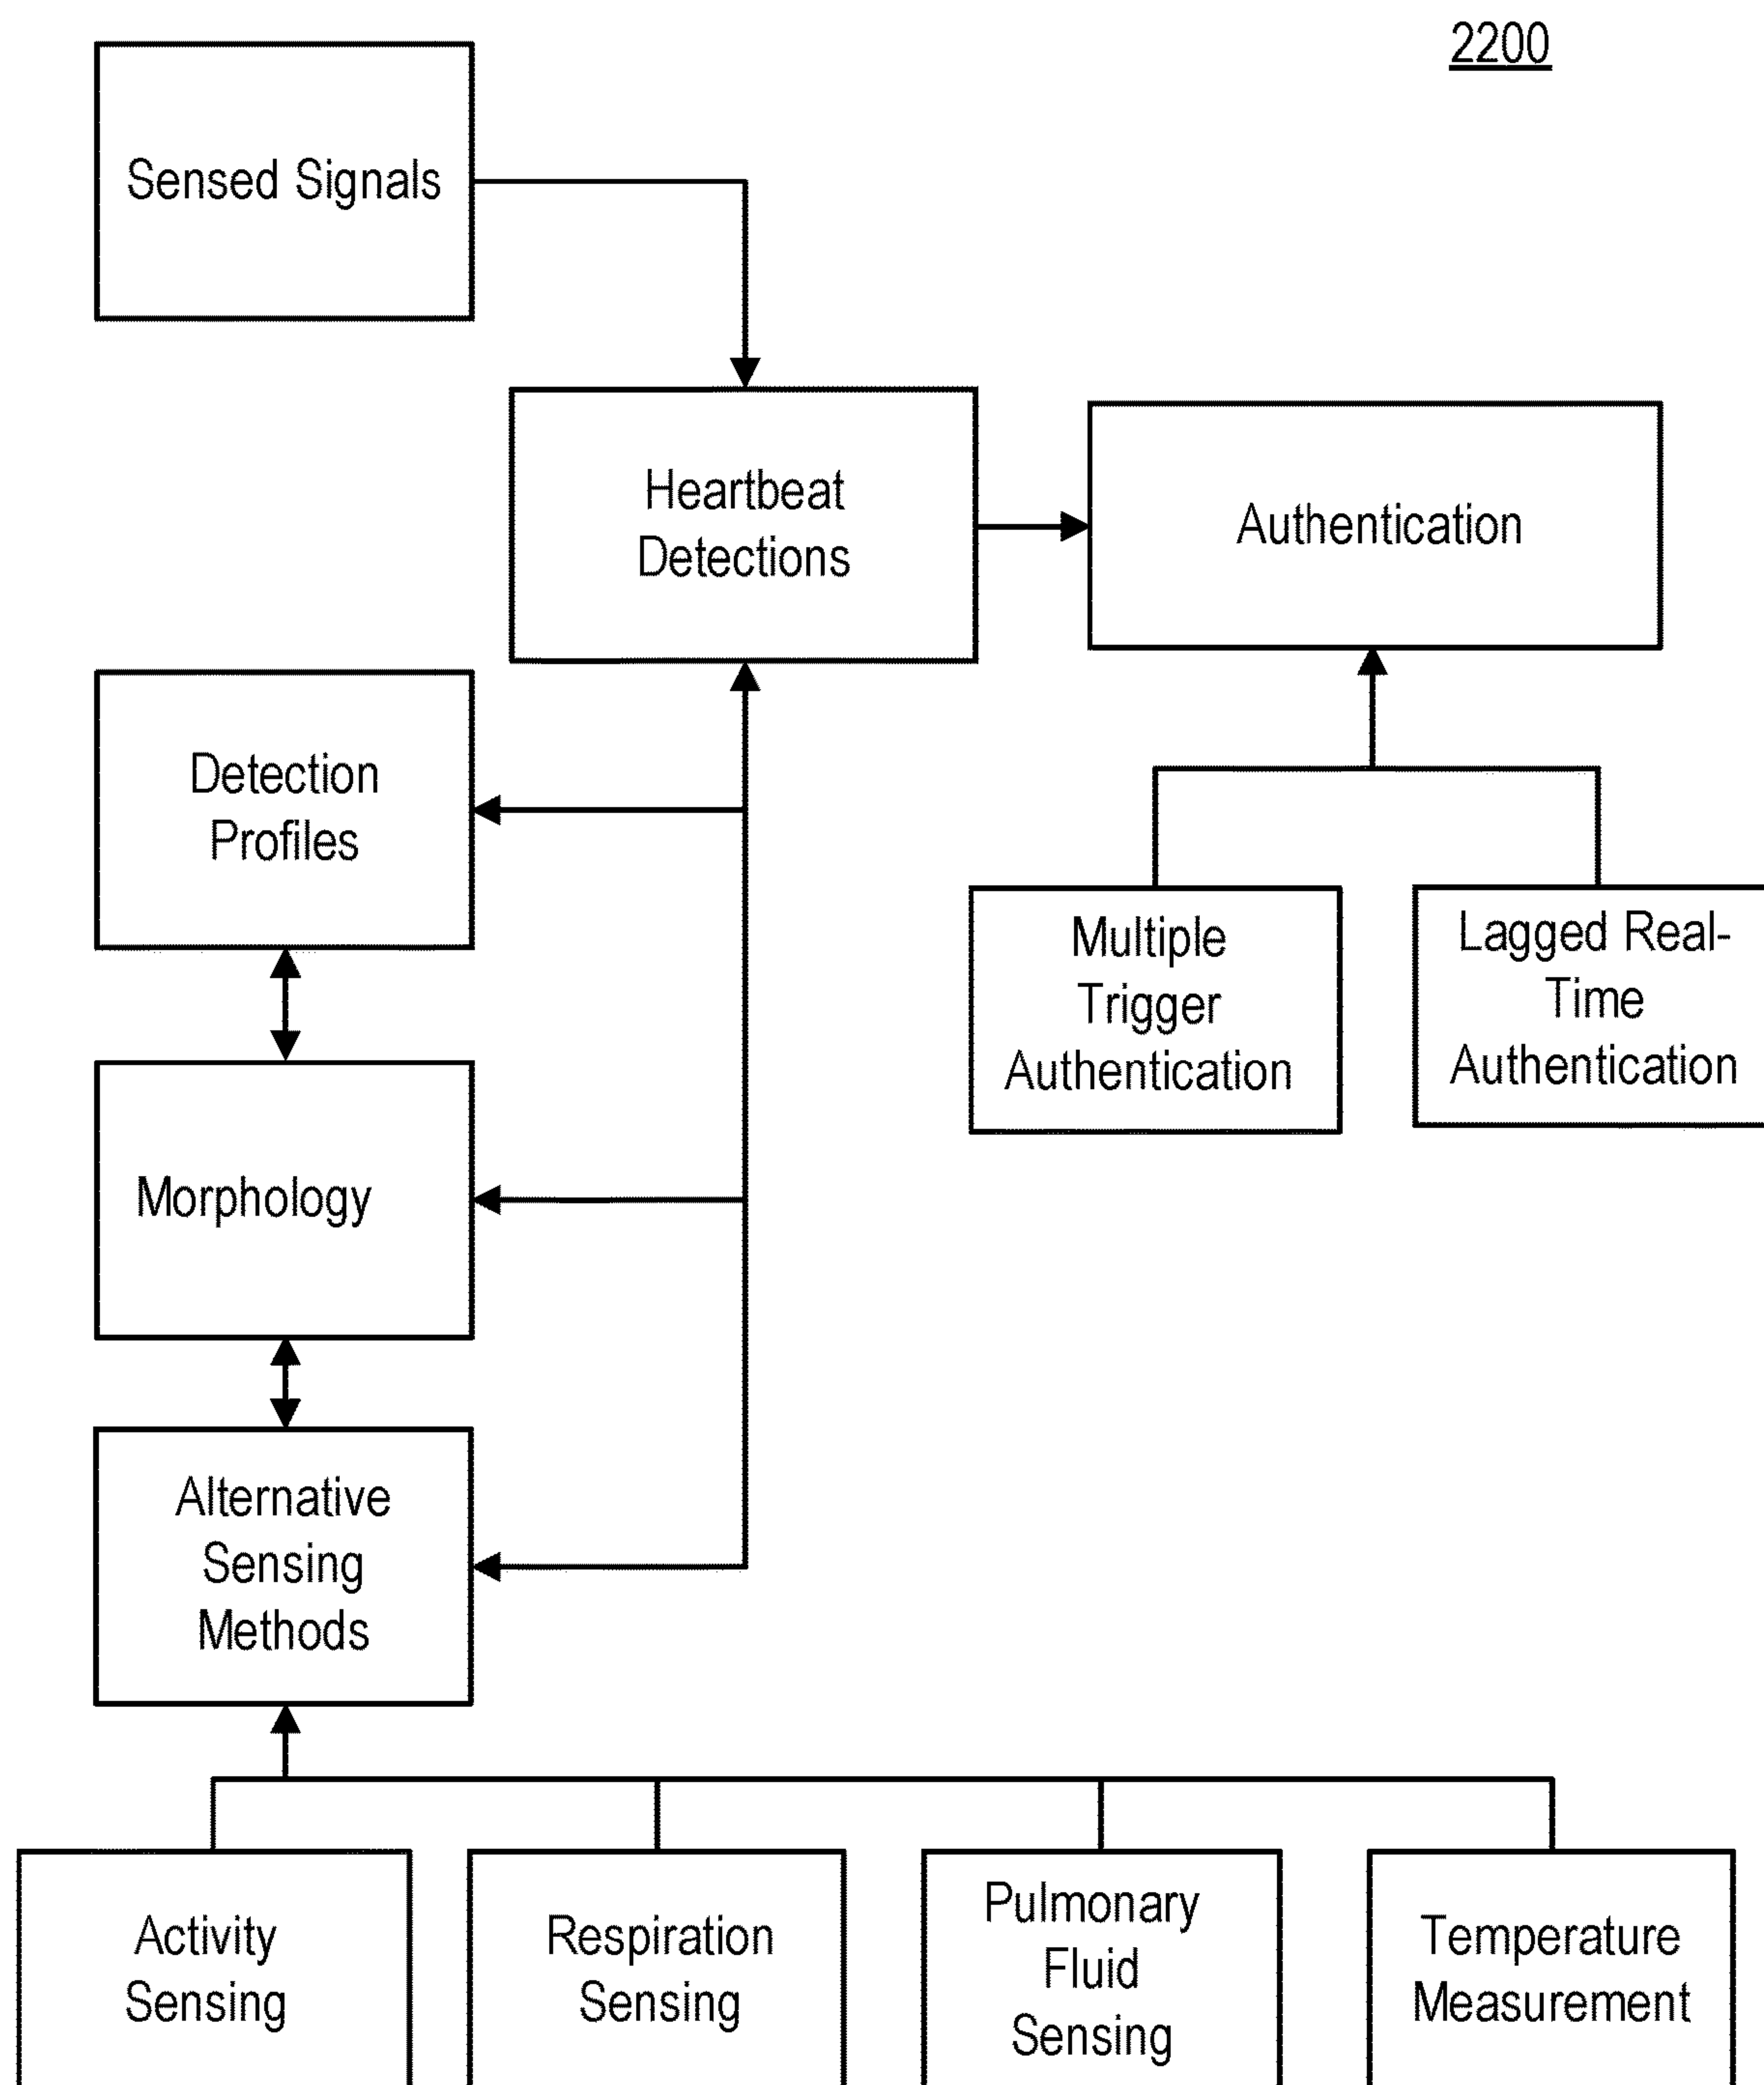 2200
Sensed Signals
Heartbeat
Detections
Authentication
Detection
Profiles
Multiple
Trigger
Authentication
Lagged Real-
Time
Authentication
Morphology
Alternative
Sensing
Methods
Activity
Sensing
Respiration
Sensing
Pulmonary
Fluid
Sensing
Temperature
Measurement